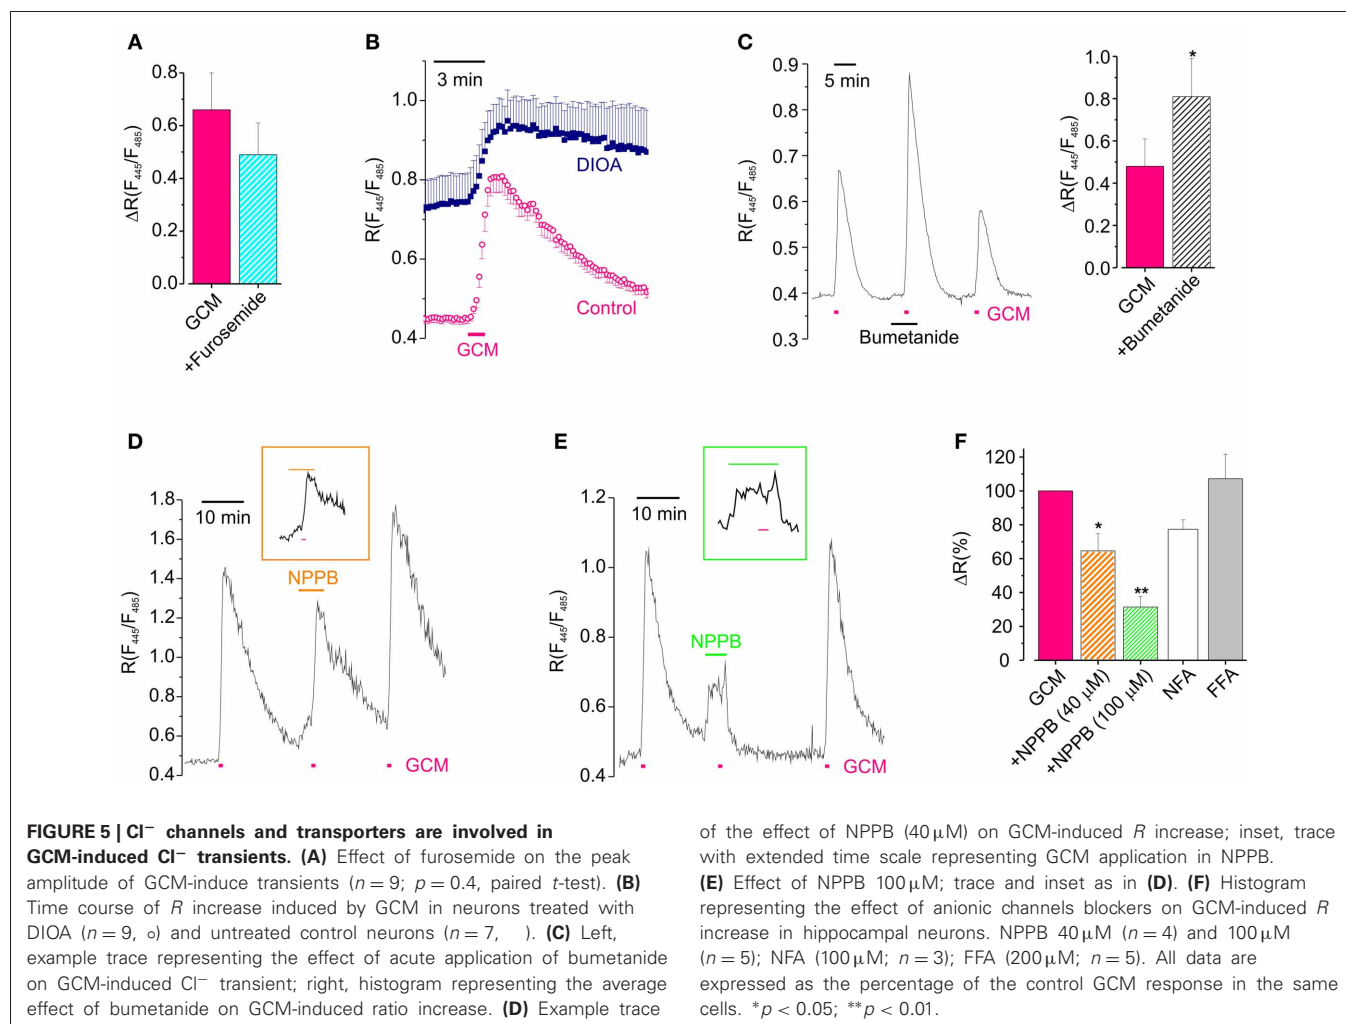 A
ΔR(F445/F485)
0.8
0.6
0.4
0.2
0.0
GCM
+Furosemide
B
3 min
R(F445/F485)
1.0
0.8
0.6
0.4
DIOA
Control
GCM
C
5 min
R(F445/F485)
0.9
0.8
0.7
0.6
0.5
0.4
0.3
GCM
Bumetanide
ΔR(F445/F485)
1.0
0.8
0.6
0.4
0.2
0.0
*
GCM
+Bumetanide
D
10 min
R(F445/F485)
1.8
1.6
1.4
1.2
1.0
0.8
0.6
0.4
NPPB
GCM
E
10 min
R(F445/F485)
1.2
1.0
0.8
0.6
0.4
NPPB
GCM
F
ΔR(%)
120
100
80
60
40
20
0
*
**
GCM
+NPPB (40 μM)
+NPPB (100 μM)
NFA
FFA
FIGURE 5 | Cl− channels and transporters are involved in
GCM-induced Cl− transients. (A) Effect of furosemide on the peak
amplitude of GCM-induce transients (n = 9; p = 0.4, paired t-test). (B)
Time course of R increase induced by GCM in neurons treated with
DIOA (n = 9, ○) and untreated control neurons (n = 7, ). (C) Left,
example trace representing the effect of acute application of bumetanide
on GCM-induced Cl− transient; right, histogram representing the average
effect of bumetanide on GCM-induced ratio increase. (D) Example trace
of the effect of NPPB (40 μM) on GCM-induced R increase; inset, trace
with extended time scale representing GCM application in NPPB.
(E) Effect of NPPB 100 μM; trace and inset as in (D). (F) Histogram
representing the effect of anionic channels blockers on GCM-induced R
increase in hippocampal neurons. NPPB 40 μM (n = 4) and 100 μM
(n = 5); NFA (100 μM; n = 3); FFA (200 μM; n = 5). All data are
expressed as the percentage of the control GCM response in the same
cells. *p < 0.05; **p < 0.01.